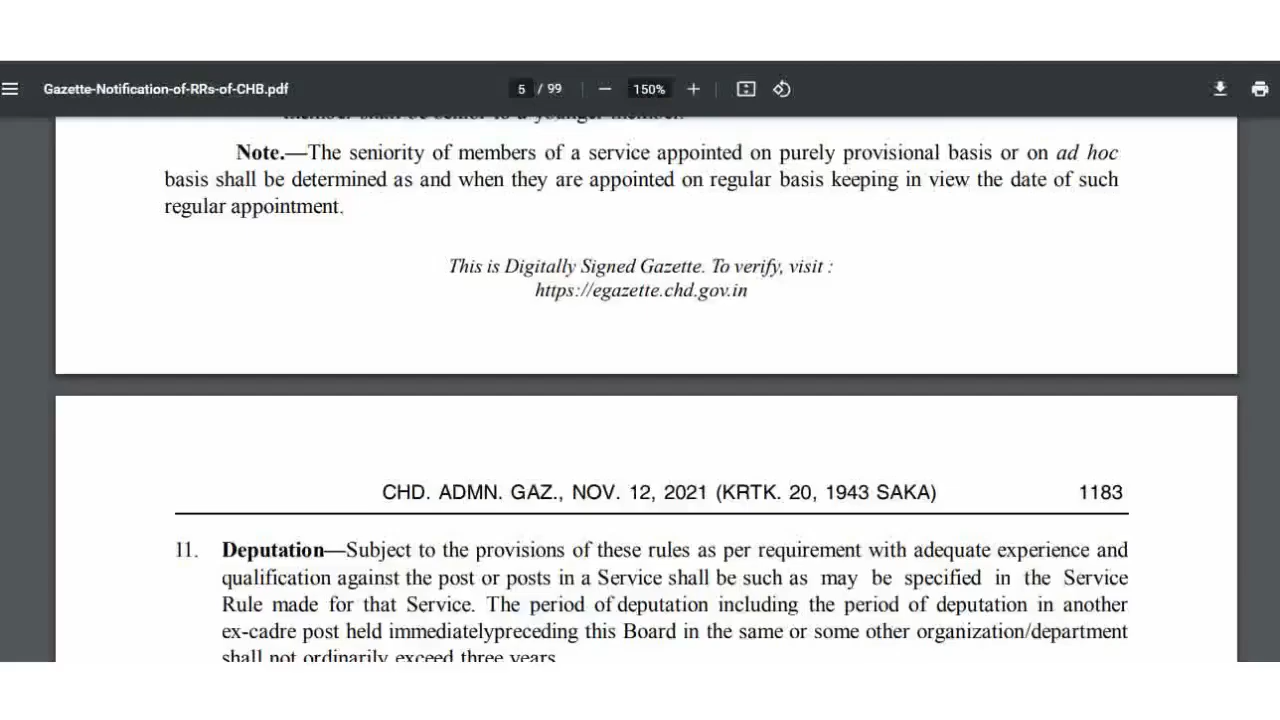 Gazette-Notification-of-RRs-of-CHB.pdf 5 / 99 150%
member shall be senior to a younger member.
Note.—The seniority of members of a service appointed on purely provisional basis or on ad hoc
basis shall be determined as and when they are appointed on regular basis keeping in view the date of such
regular appointment.
This is Digitally Signed Gazette. To verify, visit :
https://egazette.chd.gov.in
CHD. ADMN. GAZ., NOV. 12, 2021 (KRTK. 20, 1943 SAKA) 1183
11. Deputation—Subject to the provisions of these rules as per requirement with adequate experience and
qualification against the post or posts in a Service shall be such as may be specified in the Service
Rule made for that Service. The period of deputation including the period of deputation in another
ex-cadre post held immediatelypreceding this Board in the same or some other organization/department
shall not ordinarily exceed three years.